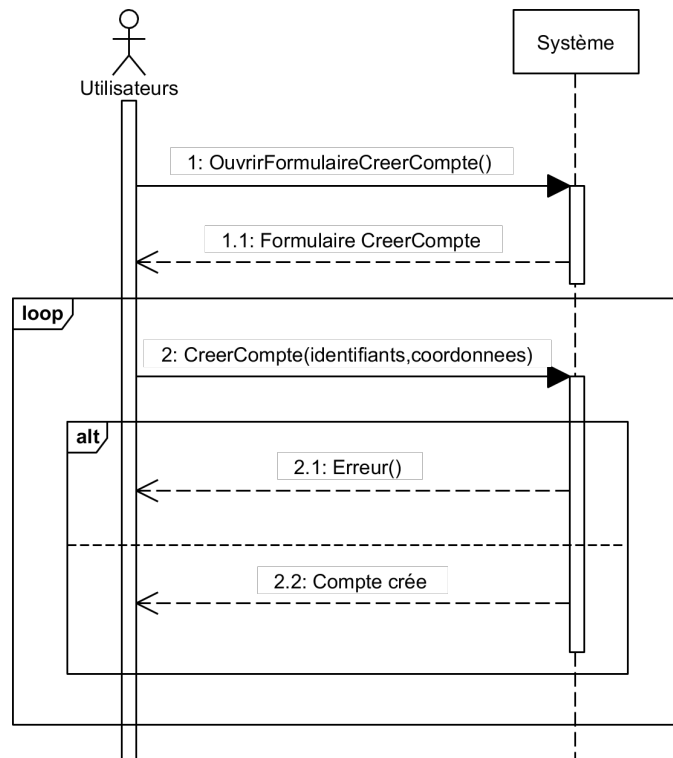 Système
Utilisateurs
1: OuvrirFormulaireCreerCompte()
1.1: Formulaire CreerCompte
loop
2: CreerCompte(identifiants,coordonnees)
alt
2.1: Erreur()
2.2: Compte crée